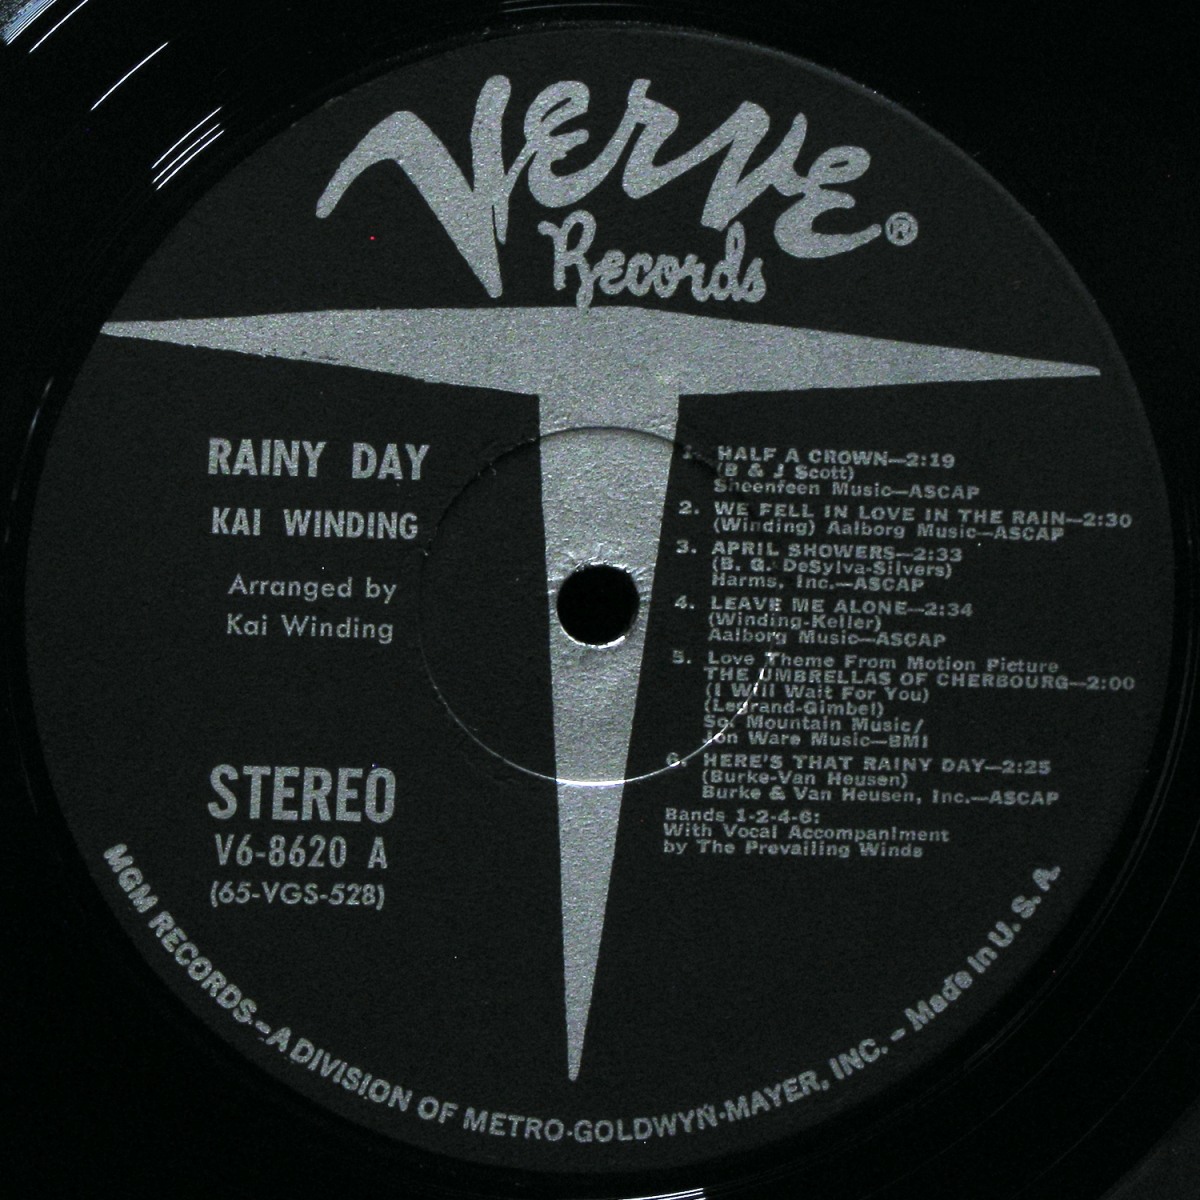 Verve®
Records
RAINY DAY
KAI WINDING
Arranged by
Kai Winding
STEREO
V6-8620 A
(65-VGS-528)
1. HALF A CROWN—2:19
(B & J Scott)
Sheenfeen Music—ASCAP
2. WE FELL IN LOVE IN THE RAIN—2:30
(Winding) Aalborg Music—ASCAP
3. APRIL SHOWERS—2:33
(B. G. DeSylva-Silvers)
Harms, Inc.—ASCAP
4. LEAVE ME ALONE—2:34
(Winding-Keller)
Aalborg Music—ASCAP
5. Love Theme From Motion Picture
THE UMBRELLAS OF CHERBOURG—2:00
(I Will Wait For You)
(Legrand-Gimbel)
So. Mountain Music/
Jon Ware Music—BMI
6. HERE'S THAT RAINY DAY—2:25
(Burke-Van Heusen)
Burke & Van Heusen, Inc.—ASCAP
Bands 1-2-4-6:
With Vocal Accompaniment
by The Prevailing Winds
MGM RECORDS—A DIVISION OF METRO-GOLDWYN-MAYER, INC. – Made in U. S. A.